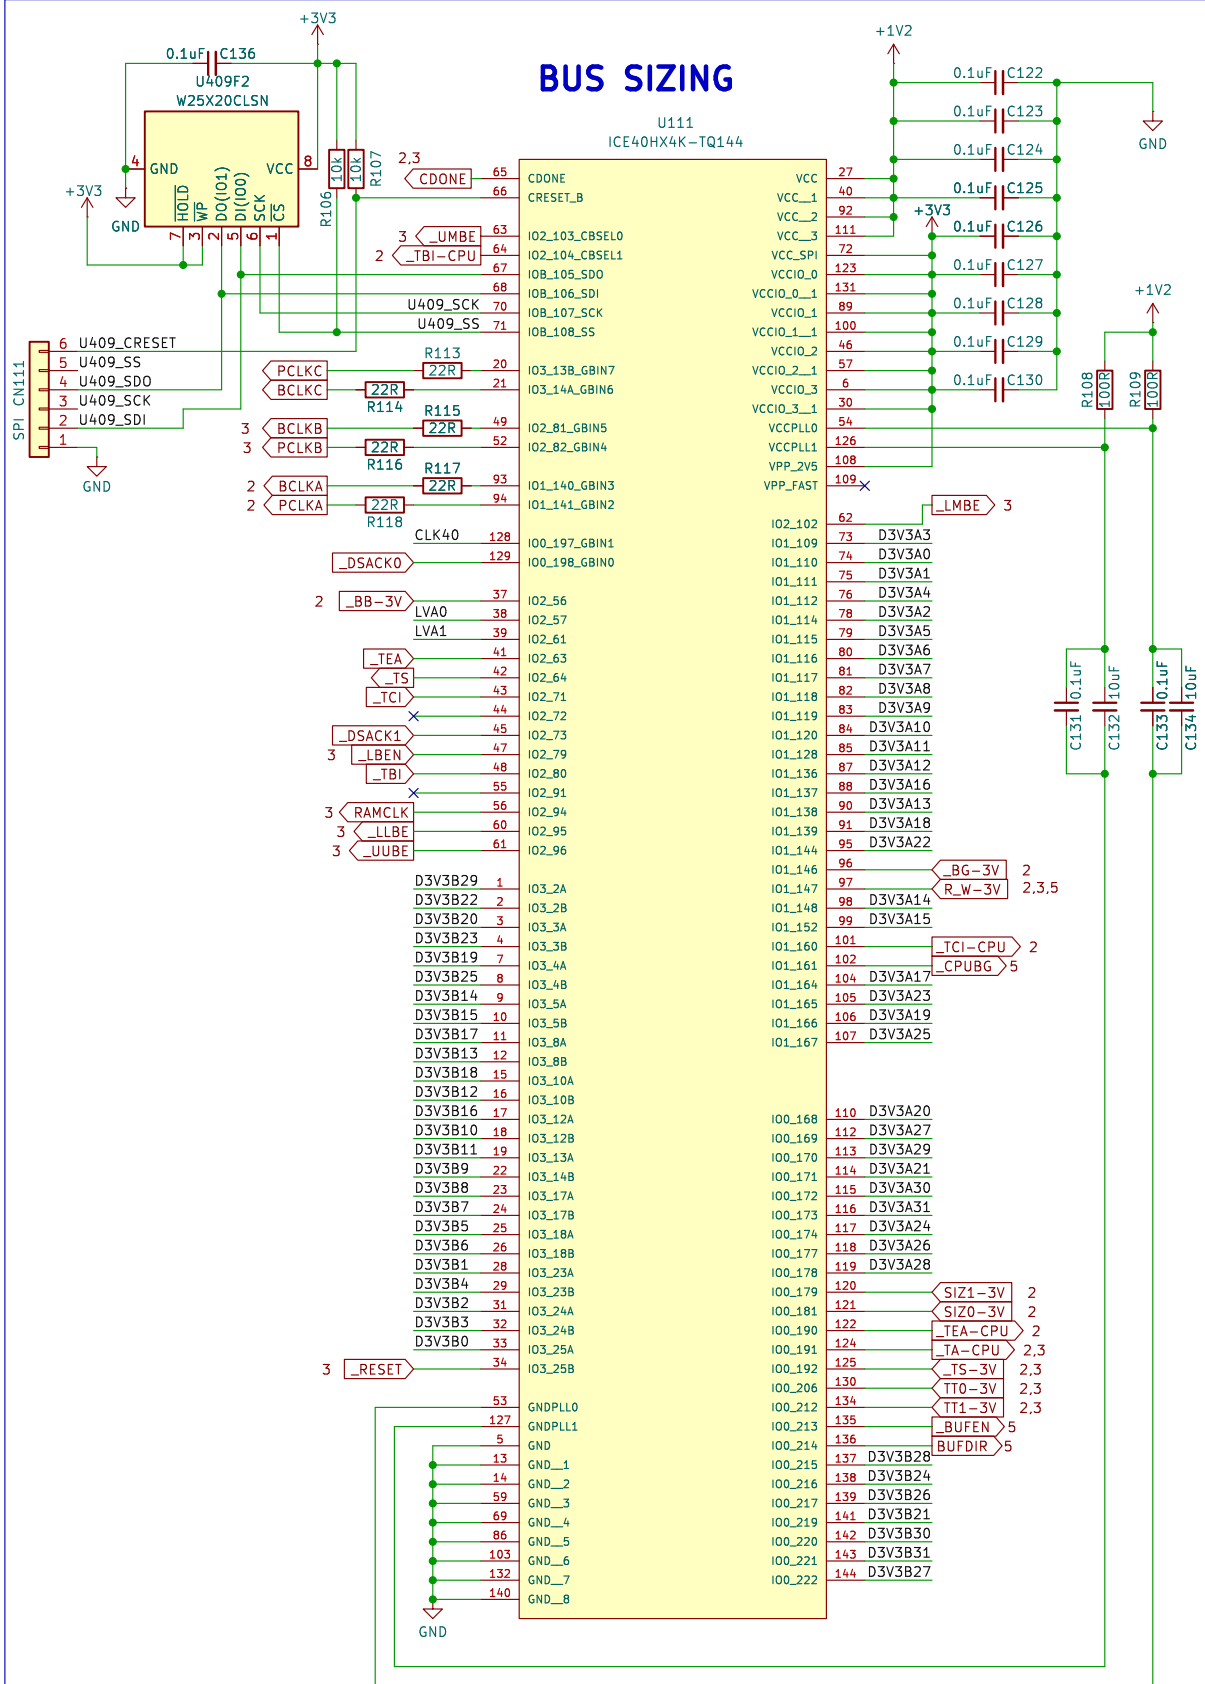 BUS SIZING
+3V3
0.1uF C136
U409F2
W25X20CLSN
4 GND
VCC 8
HOLD
WP
DO(IO1)
DI(IO0)
SCK
CS
7 3 2 5 6 1
+3V3
GND
R106 10k
10k R107
SPI CN111
6 U409_CRESET
5 U409_SS
4 U409_SDO
3 U409_SCK
2 U409_SDI
1
GND
U111
ICE40HX4K-TQ144
2,3
CDONE 65 CDONE
66 CRESET_B
3 _UMBE 63 IO2_103_CBSEL0
2 _TBI-CPU 64 IO2_104_CBSEL1
67 IOB_105_SDO
68 IOB_106_SDI
U409_SCK 70 IOB_107_SCK
U409_SS 71 IOB_108_SS
R113
PCLKC 22R 20 IO3_13B_GBIN7
BCLKC 22R 21 IO3_14A_GBIN6
R114
R115
3 BCLKB 22R 49 IO2_81_GBIN5
3 PCLKB 22R 52 IO2_82_GBIN4
R116
R117
2 BCLKA 22R 93 IO1_140_GBIN3
2 PCLKA 22R 94 IO1_141_GBIN2
R118
CLK40 128 IO0_197_GBIN1
_DSACK0 129 IO0_198_GBIN0
2 _BB-3V 37 IO2_56
LVA0 38 IO2_57
LVA1 39 IO2_61
_TEA 41 IO2_63
_TS 42 IO2_64
_TCI 43 IO2_71
44 IO2_72
_DSACK1 45 IO2_73
3 _LBEN 47 IO2_79
_TBI 48 IO2_80
55 IO2_91
3 RAMCLK 56 IO2_94
3 _LLBE 60 IO2_95
3 _UUBE 61 IO2_96
D3V3B29 1 IO3_2A
D3V3B22 2 IO3_2B
D3V3B20 3 IO3_3A
D3V3B23 4 IO3_3B
D3V3B19 7 IO3_4A
D3V3B25 8 IO3_4B
D3V3B14 9 IO3_5A
D3V3B15 10 IO3_5B
D3V3B17 11 IO3_8A
D3V3B13 12 IO3_8B
D3V3B18 15 IO3_10A
D3V3B12 16 IO3_10B
D3V3B16 17 IO3_12A
D3V3B10 18 IO3_12B
D3V3B11 19 IO3_13A
D3V3B9 22 IO3_14B
D3V3B8 23 IO3_17A
D3V3B7 24 IO3_17B
D3V3B5 25 IO3_18A
D3V3B6 26 IO3_18B
D3V3B1 28 IO3_23A
D3V3B4 29 IO3_23B
D3V3B2 31 IO3_24A
D3V3B3 32 IO3_24B
D3V3B0 33 IO3_25A
3 _RESET 34 IO3_25B
53 GNDPLL0
127 GNDPLL1
5 GND
13 GND__1
14 GND__2
59 GND__3
69 GND__4
86 GND__5
103 GND__6
132 GND__7
140 GND__8
GND
+1V2
VCC 27
VCC__1 40
VCC__2 92
VCC__3 111
+3V3
VCC_SPI 72
VCCIO_0 123
VCCIO_0__1 131
VCCIO_1 89
VCCIO_1__1 100
VCCIO_2 46
VCCIO_2__1 57
VCCIO_3 6
VCCIO_3__1 30
VCCPLL0 54
VCCPLL1 126
VPP_2V5 108
VPP_FAST 109
IO2_102 62 _LMBE 3
IO1_109 73 D3V3A3
IO1_110 74 D3V3A0
IO1_111 75 D3V3A1
IO1_112 76 D3V3A4
IO1_114 78 D3V3A2
IO1_115 79 D3V3A5
IO1_116 80 D3V3A6
IO1_117 81 D3V3A7
IO1_118 82 D3V3A8
IO1_119 83 D3V3A9
IO1_120 84 D3V3A10
IO1_128 85 D3V3A11
IO1_136 87 D3V3A12
IO1_137 88 D3V3A16
IO1_138 90 D3V3A13
IO1_139 91 D3V3A18
IO1_144 95 D3V3A22
IO1_146 96 _BG-3V 2
IO1_147 97 R_W-3V 2,3,5
IO1_148 98 D3V3A14
IO1_152 99 D3V3A15
IO1_160 101 _TCI-CPU 2
IO1_161 102 _CPUBG 5
IO1_164 104 D3V3A17
IO1_165 105 D3V3A23
IO1_166 106 D3V3A19
IO1_167 107 D3V3A25
IO0_168 110 D3V3A20
IO0_169 112 D3V3A27
IO0_170 113 D3V3A29
IO0_171 114 D3V3A21
IO0_172 115 D3V3A30
IO0_173 116 D3V3A31
IO0_174 117 D3V3A24
IO0_177 118 D3V3A26
IO0_178 119 D3V3A28
IO0_179 120 SIZ1-3V 2
IO0_181 121 SIZ0-3V 2
IO0_190 122 _TEA-CPU 2
IO0_191 124 _TA-CPU 2,3
IO0_192 125 _TS-3V 2,3
IO0_206 130 TT0-3V 2,3
IO0_212 134 TT1-3V 2,3
IO0_213 135 _BUFEN 5
IO0_214 136 BUFDIR 5
IO0_215 137 D3V3B28
IO0_216 138 D3V3B24
IO0_217 139 D3V3B26
IO0_219 141 D3V3B21
IO0_220 142 D3V3B30
IO0_221 143 D3V3B31
IO0_222 144 D3V3B27
0.1uF C122
0.1uF C123
0.1uF C124
0.1uF C125
0.1uF C126
0.1uF C127
0.1uF C128
0.1uF C129
0.1uF C130
GND
+1V2
R108 100R
R109 100R
C131 0.1uF
C132 10uF
C133 0.1uF
C134 10uF